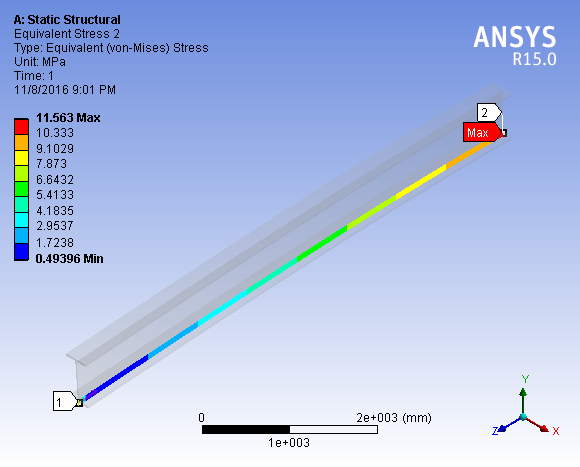 A: Static Structural
Equivalent Stress 2
Type: Equivalent (von-Mises) Stress
Unit: MPa
Time: 1
11/8/2016 9:01 PM
ANSYS
R15.0
11.563 Max
10.333
9.1029
7.873
6.6432
5.4133
4.1835
2.9537
1.7238
0.49396 Min
2
Max
1
0
2e+003 (mm)
1e+003
Y
Z
X